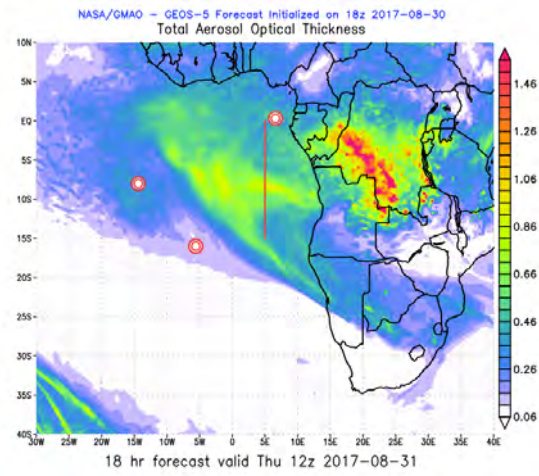 NASA/GMAO - GEOS-5 Forecast Initialized on 18z 2017-08-30
Total Aerosol Optical Thickness
10N
5N
EQ
5S
10S
15S
20S
25S
30S
35S
40S
30W 25W 20W 15W 10W 5W 0 5E 10E 15E 20E 25E 30E 35E 40E
1.46
1.26
1.06
0.86
0.66
0.46
0.26
0.06
18 hr forecast valid Thu 12z 2017-08-31